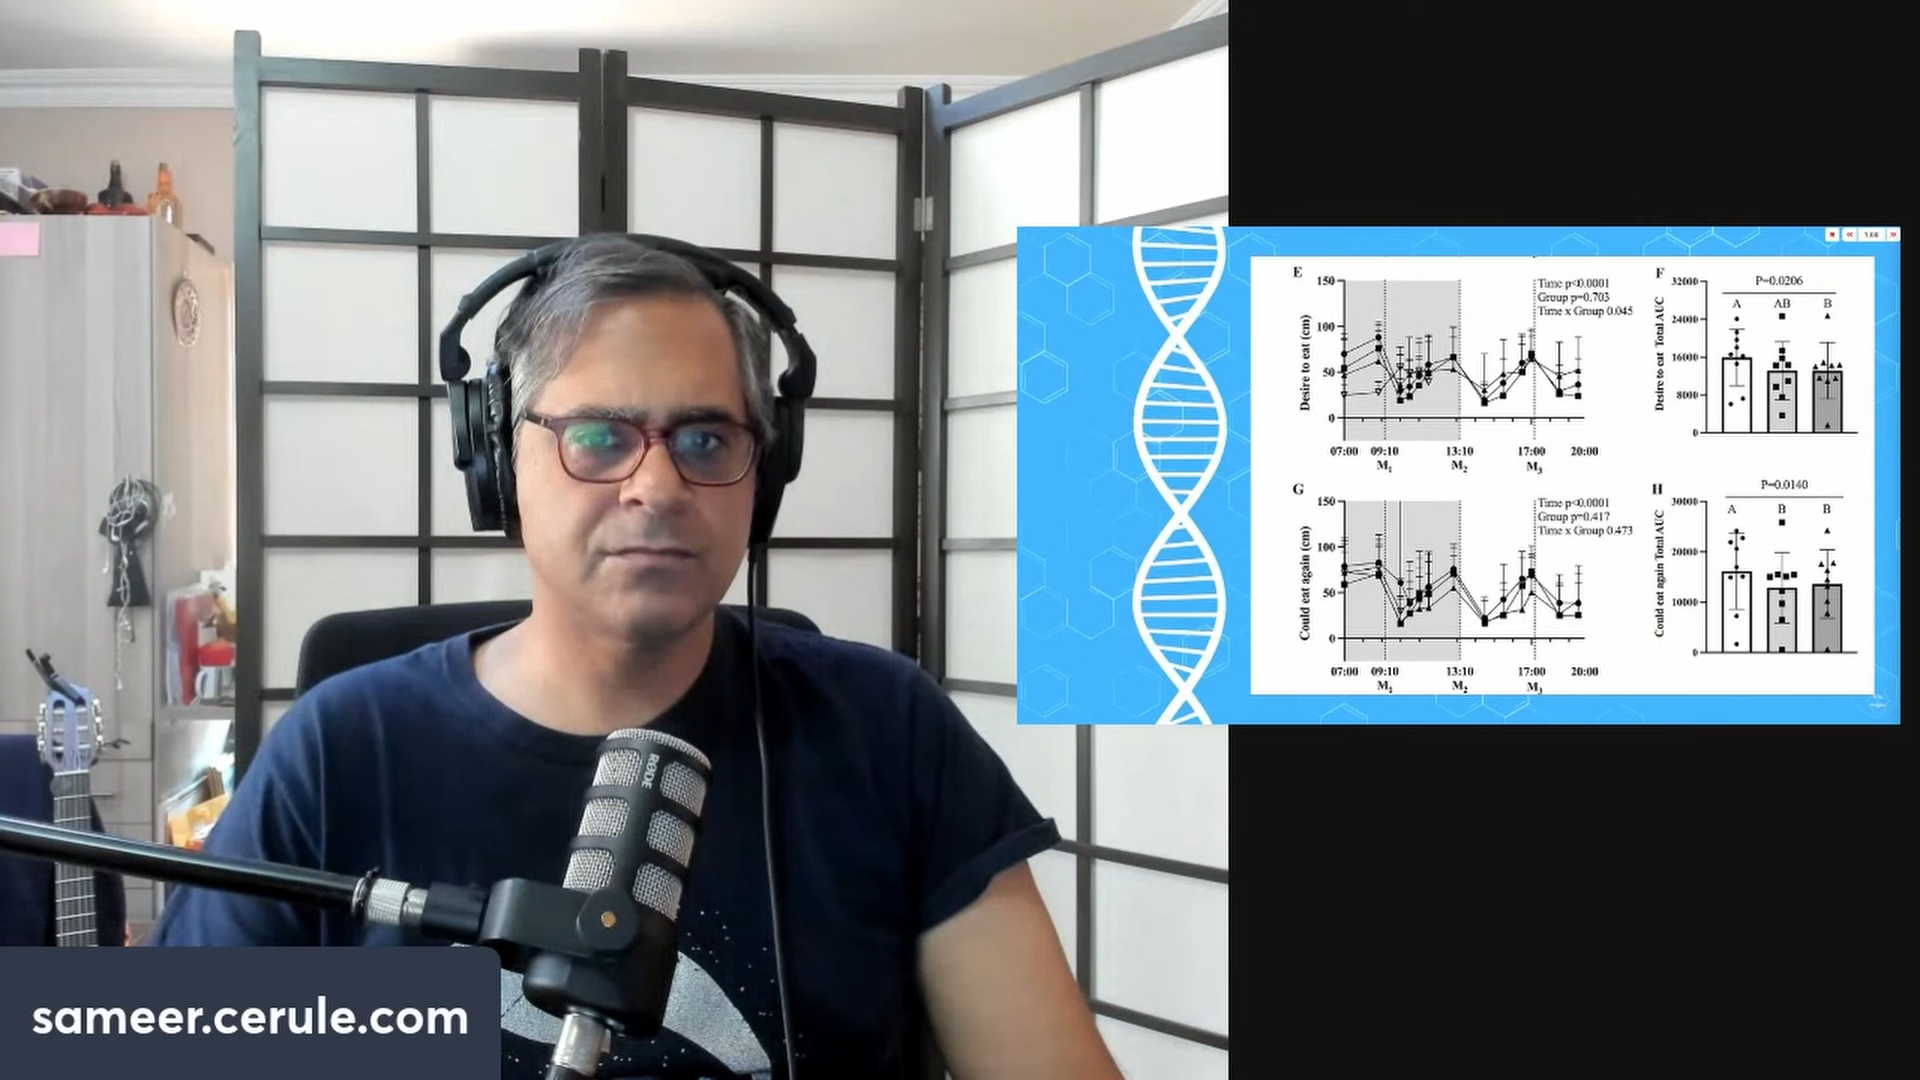 E
150
100
50
0
Desire to eat (cm)
Time p<0.0001
Group p=0.703
Time x Group 0.045
07:00 09:10 13:10 17:00 20:00
M1 M2 M3
F
32000
24000
16000
8000
0
Desire to eat Total AUC
P=0.0206
A AB B
G
150
100
50
0
Could eat again (cm)
Time p<0.0001
Group p=0.417
Time x Group 0.473
07:00 09:10 13:10 17:00 20:00
M1 M2 M3
H
30000
20000
10000
0
Could eat again Total AUC
P=0.0140
A B B
RØDE
sameer.cerule.com